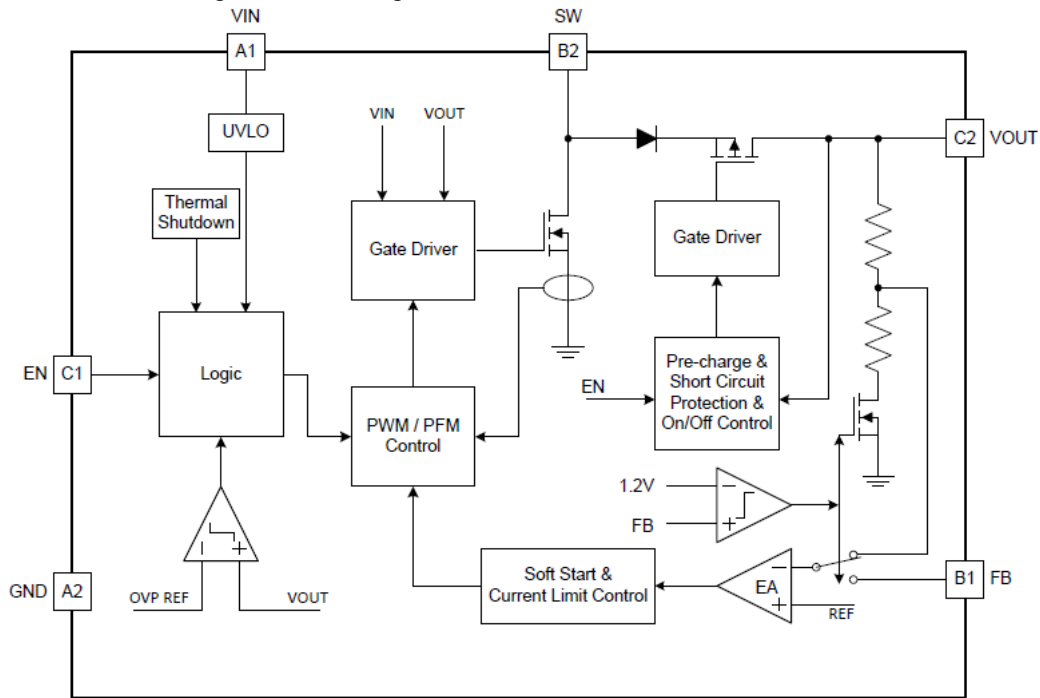 VIN
SW
A1
B2
UVLO
VIN
VOUT
C2
VOUT
Thermal
Shutdown
Gate Driver
Gate Driver
EN
C1
Logic
EN
Pre-charge &
Short Circuit
Protection &
On/Off Control
PWM / PFM
Control
1.2V
−
FB
+
−
+
GND
A2
OVP REF
VOUT
Soft Start &
Current Limit Control
−
EA
+
REF
B1
FB